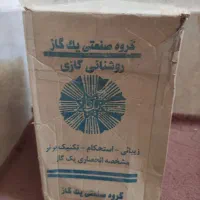 گروه صنعتی پک گاز
روشنائی گازی
زیبائی - استحکام - تکنیک برتر
مشخصه انحصاری پک گاز
گروه صنعتی پک گاز